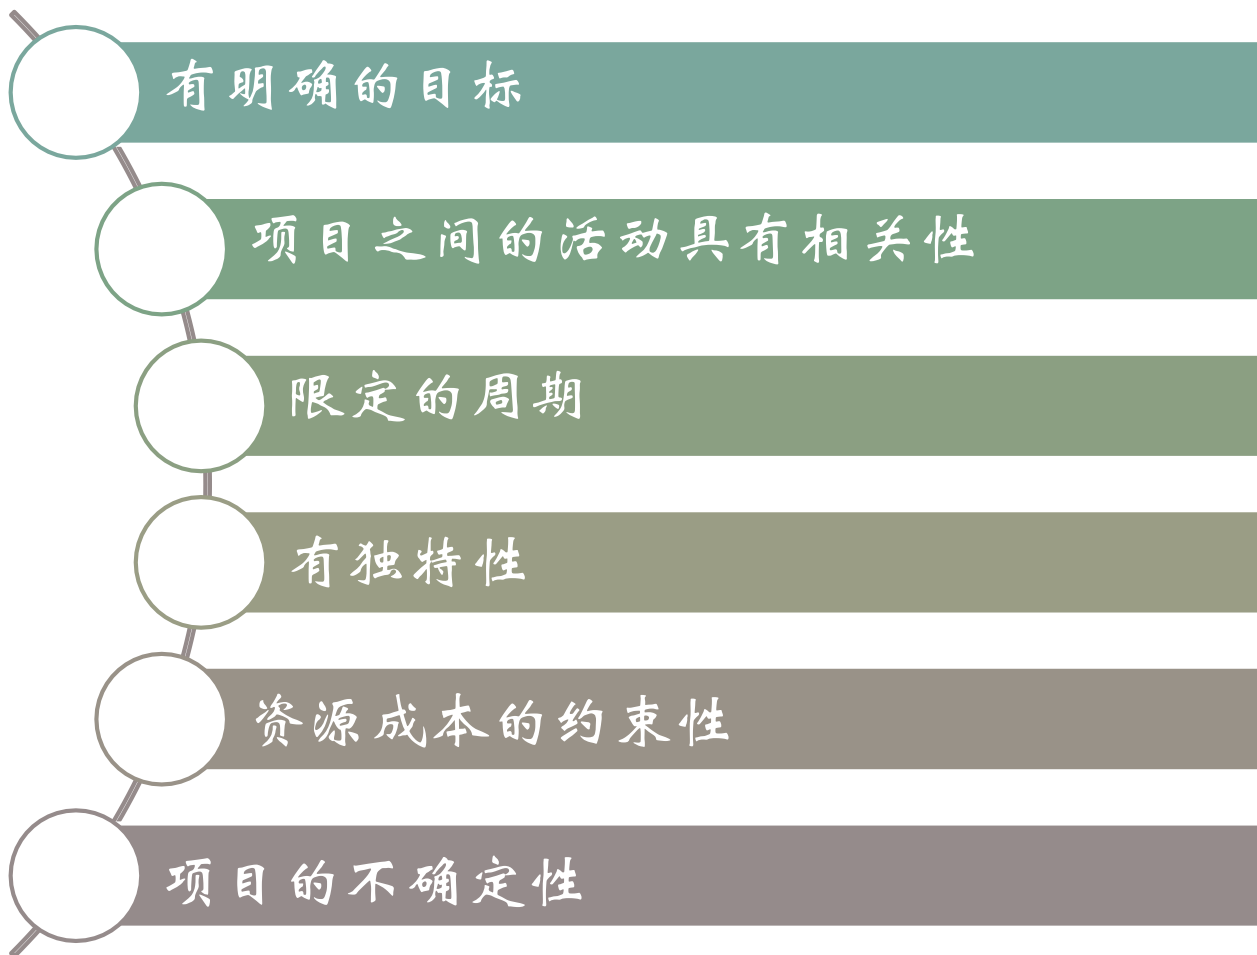 有明确的目标
项目之间的活动具有相关性
限定的周期
有独特性
资源成本的约束性
项目的不确定性